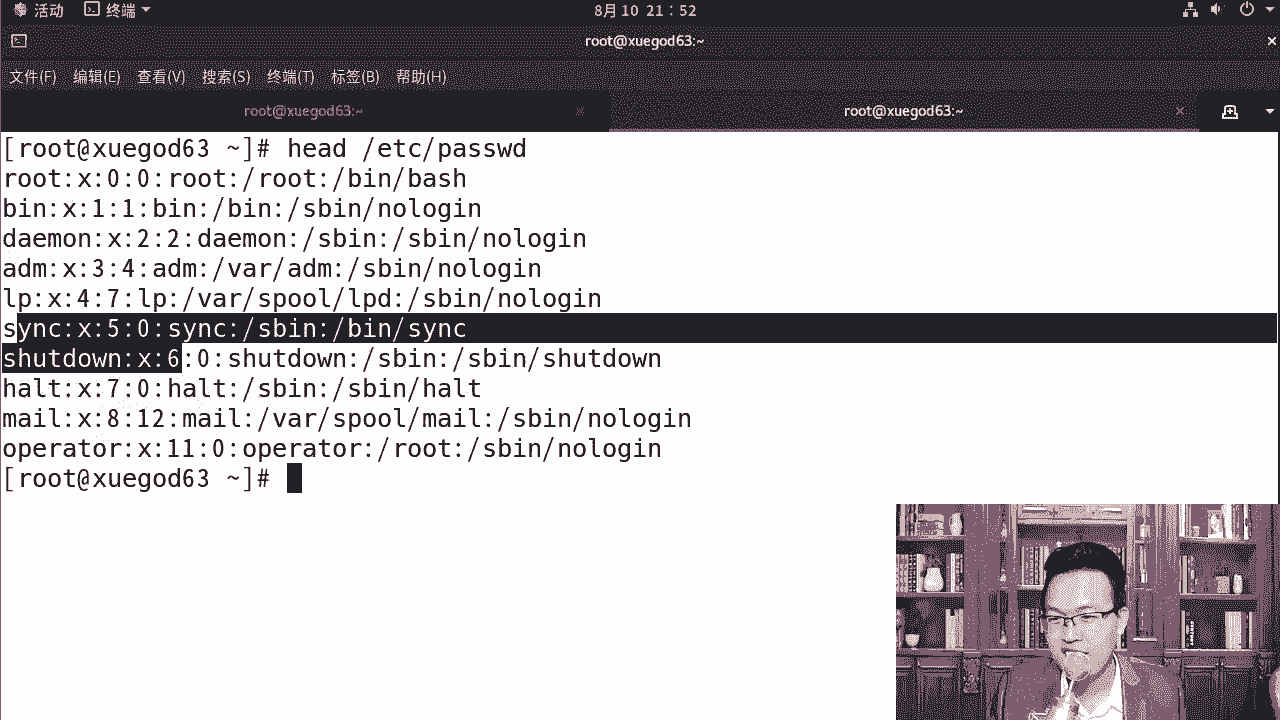 活动 终端 8月 10 21：52
root@xuegod63:~
文件(F) 编辑(E) 查看(V) 搜索(S) 终端(T) 标签(B) 帮助(H)
root@xuegod63:~ root@xuegod63:~
[root@xuegod63 ~]# head /etc/passwd
root:x:0:0:root:/root:/bin/bash
bin:x:1:1:bin:/bin:/sbin/nologin
daemon:x:2:2:daemon:/sbin:/sbin/nologin
adm:x:3:4:adm:/var/adm:/sbin/nologin
lp:x:4:7:lp:/var/spool/lpd:/sbin/nologin
sync:x:5:0:sync:/sbin:/bin/sync
shutdown:x:6:0:shutdown:/sbin:/sbin/shutdown
halt:x:7:0:halt:/sbin:/sbin/halt
mail:x:8:12:mail:/var/spool/mail:/sbin/nologin
operator:x:11:0:operator:/root:/sbin/nologin
[root@xuegod63 ~]#